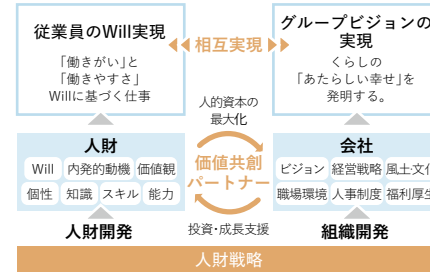 従業員のWill実現
「働きがい」と
「働きやすさ」
Willに基づく仕事
相互実現
グループビジョンの
実現
くらしの
「あたらしい幸せ」を
発明する。
人的資本の
最大化
人財
Will 内発的動機 価値観
個性 知識 スキル 能力
価値共創
パートナー
会社
ビジョン 経営戦略 風土・文化
職場環境 人事制度 福利厚生
人財開発
投資・成長支援
組織開発
人財戦略